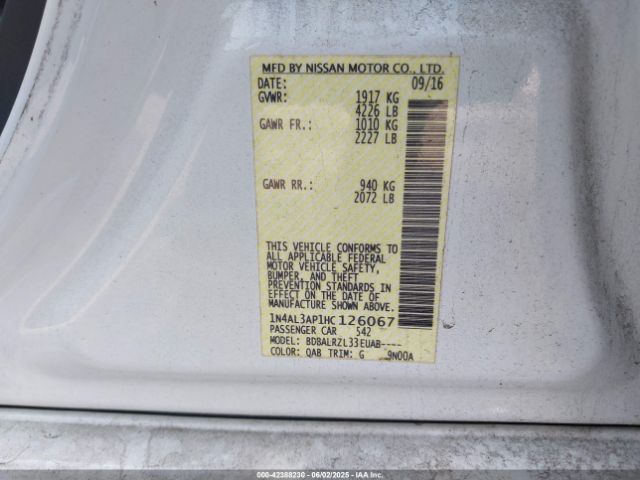 MFD BY NISSAN MOTOR CO., LTD.
DATE: 09/16
GVWR: 1917 KG
4226 LB
GAWR FR.: 1010 KG
2227 LB
GAWR RR.: 940 KG
2072 LB
THIS VEHICLE CONFORMS TO
ALL APPLICABLE FEDERAL
MOTOR VEHICLE SAFETY,
BUMPER, AND THEFT
PREVENTION STANDARDS IN
EFFECT ON THE DATE OF
MANUFACTURE SHOWN ABOVE.
1N4AL3AP1HC126067
PASSENGER CAR 542
MODEL: BDBALRZL33EUAB----
COLOR: QAB TRIM: G 9N00A
000-42388230 - 06/02/2025 - IAAI.COM